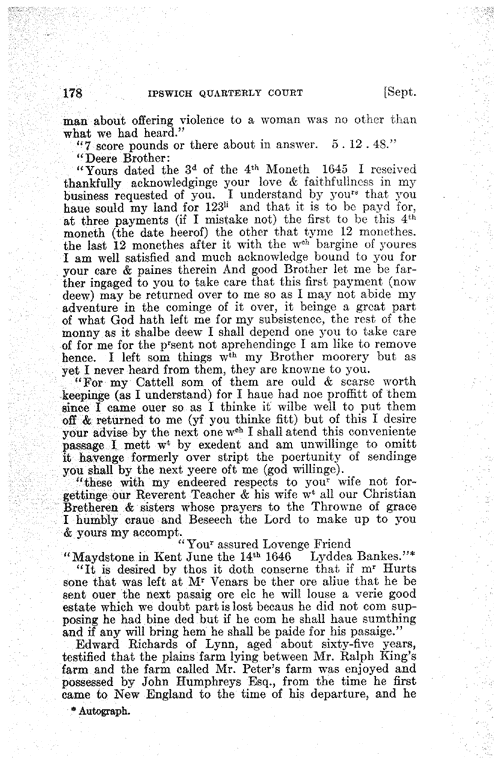 178 IPSWICH QUARTERLY COURT [Sept.
man about offering violence to a woman was no other than
what we had heard."
"7 score pounds or there about in answer. 5 . 12 . 48."
"Deere Brother:
"Yours dated the 3d of the 4th Moneth 1645 I reseived
thankfully acknowledginge your love & faithfullness in my
business requested of you. I understand by yours that you
haue sould my land for 123li and that it is to be payd for,
at three payments (if I mistake not) the first to be this 4th
moneth (the date heerof) the other that tyme 12 monethes.
the last 12 monethes after it with the wch bargine of youres
I am well satisfied and much acknowledge bound to you for
your care & paines therein And good Brother let me be far-
ther ingaged to you to take care that this first payment (now
deew) may be returned over to me so as I may not abide my
adventure in the cominge of it over, it beinge a great part
of what God hath left me for my subsistence, the rest of the
monny as it shalbe deew I shall depend one you to take care
of for me for the prsent not aprehendinge I am like to remove
hence. I left som things wth my Brother moorery but as
yet I never heard from them, they are knowne to you.
"For my Cattell som of them are ould & scarse worth
keepinge (as I understand) for I haue had noe proffitt of them
since I came ouer so as I thinke it wilbe well to put them
off & returned to me (yf you thinke fitt) but of this I desire
your advise by the next one wch I shall atend this conveniente
passage I mett wt by exedent and am unwillinge to omitt
it havenge formerly over stript the poertunity of sendinge
you shall by the next yeere oft me (god willinge).
"these with my endeered respects to your wife not for-
gettinge our Reverent Teacher & his wife wt all our Christian
Bretheren & sisters whose prayers to the Throwne of grace
I humbly craue and Beseech the Lord to make up to you
& yours my accompt.
"Your assured Lovenge Friend
"Maydstone in Kent June the 14th 1646 Lyddea Bankes."*
"It is desired by thos it doth conserne that if mr Hurts
sone that was left at Mr Venars be ther ore aliue that he be
sent ouer the next pasaig ore elc he will louse a verie good
estate which we doubt part is lost becaus he did not com sup-
posing he had bine ded but if he com he shall haue sumthing
and if any will bring hem he shall be paide for his pasaige."
Edward Richards of Lynn, aged about sixty-five years,
testified that the plains farm lying between Mr. Ralph King's
farm and the farm called Mr. Peter's farm was enjoyed and
possessed by John Humphreys Esq., from the time he first
came to New England to the time of his departure, and he
* Autograph.